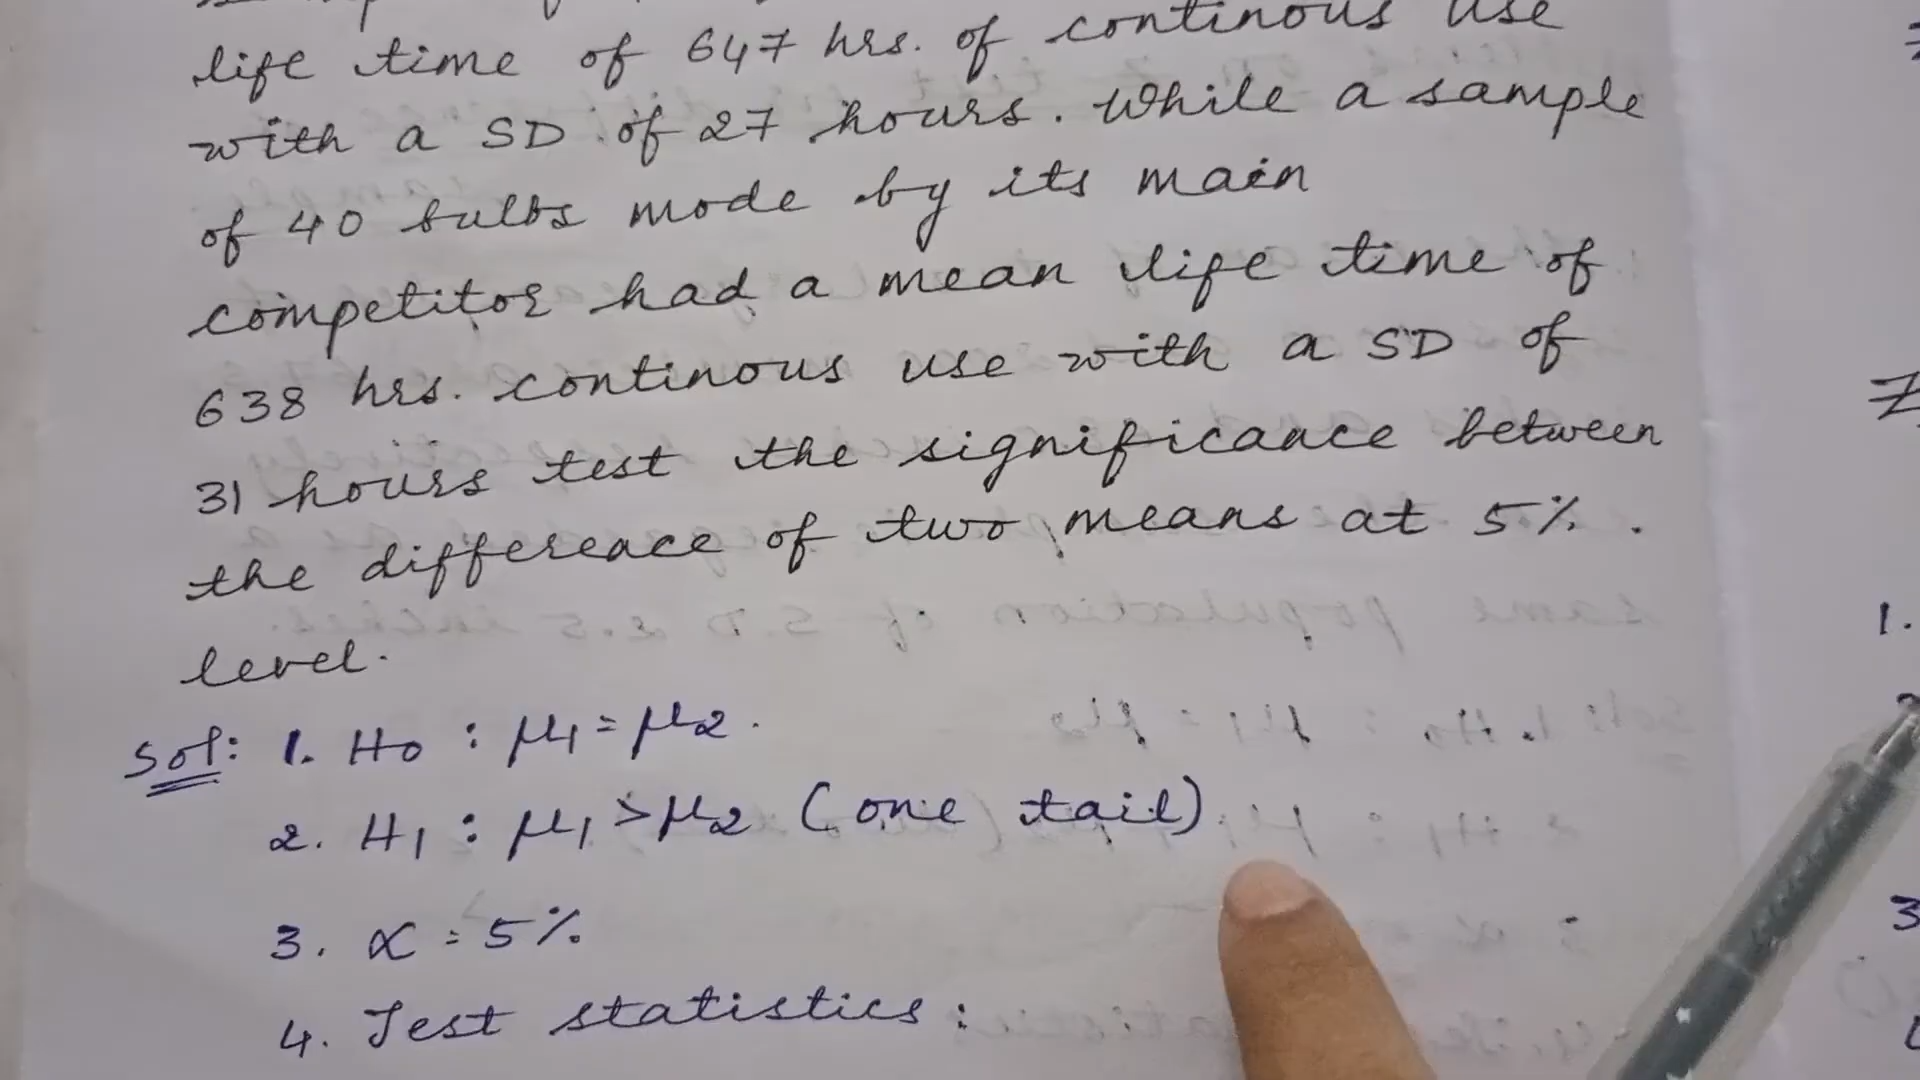 life time of 647 hrs. of continous use
with a SD of 27 hours. While a sample
of 40 bulbs mode by its main
competitor had a mean life time of
638 hrs. continous use with a SD of
31 hours test the significance between
the difference of two means at 5%.
level.
Sol: 1. H0 : μ1 = μ2.
2. H1 : μ1 > μ2 (one tail)
3. α = 5%
4. Test statistics :
1.
3